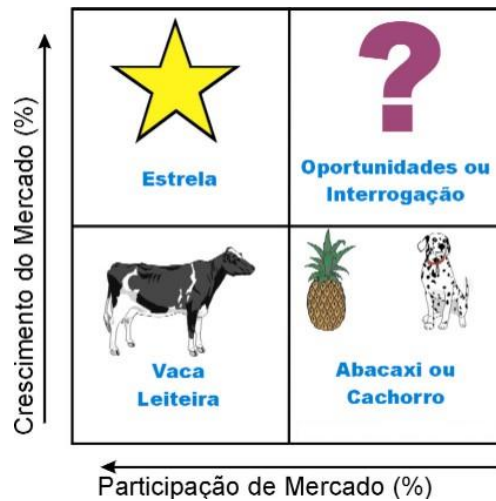 Crescimento do Mercado (%)
Estrela
?
Oportunidades ou
Interrogação
Vaca
Leiteira
Abacaxi ou
Cachorro
Participação de Mercado (%)